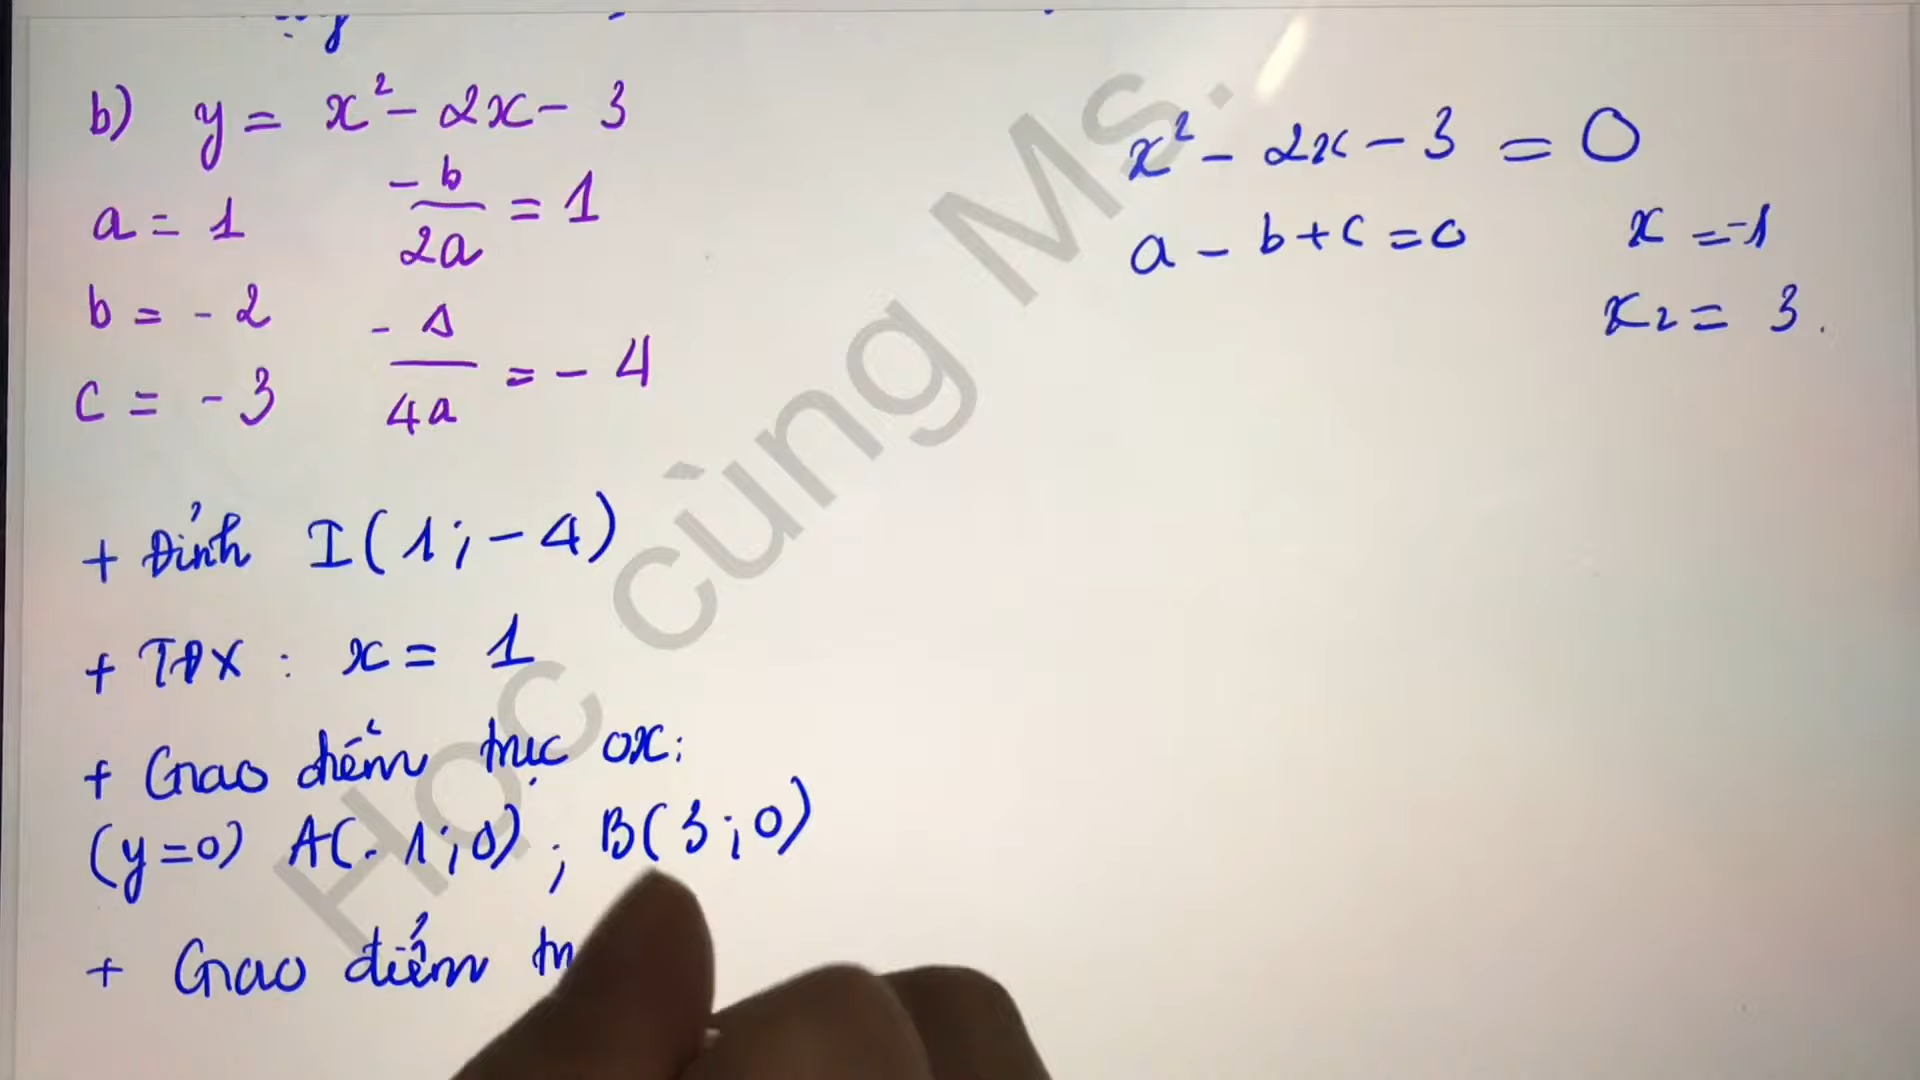 b) y = x² - 2x - 3
a = 1
-b/2a = 1
b = -2
-Δ/4a = -4
c = -3
+ Đỉnh I(1; -4)
+ TĐX : x = 1
+ Giao điểm trục ox:
(y=0) A(-1;0) ; B(3;0)
+ Giao điểm
x² - 2x - 3 = 0
a - b + c = 0
x = -1
x₂ = 3.
Học cùng Ms.